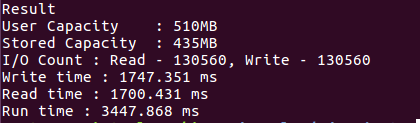 Result
User Capacity   : 510MB
Stored Capacity : 435MB
I/O Count : Read - 130560, Write - 130560
Write time : 1747.351 ms
Read time : 1700.431 ms
Run time : 3447.868 ms